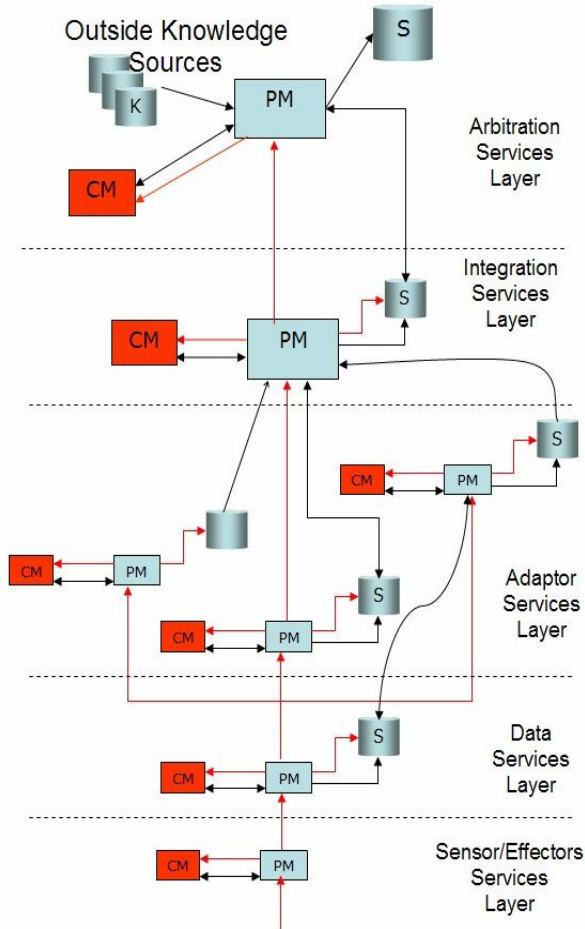 Outside Knowledge
Sources
S
K
PM
CM
Arbitration
Services
Layer
Integration
Services
Layer
S
CM
PM
S
CM
PM
CM
PM
S
CM
PM
Adaptor
Services
Layer
S
CM
PM
Data
Services
Layer
CM
PM
Sensor/Effectors
Services
Layer